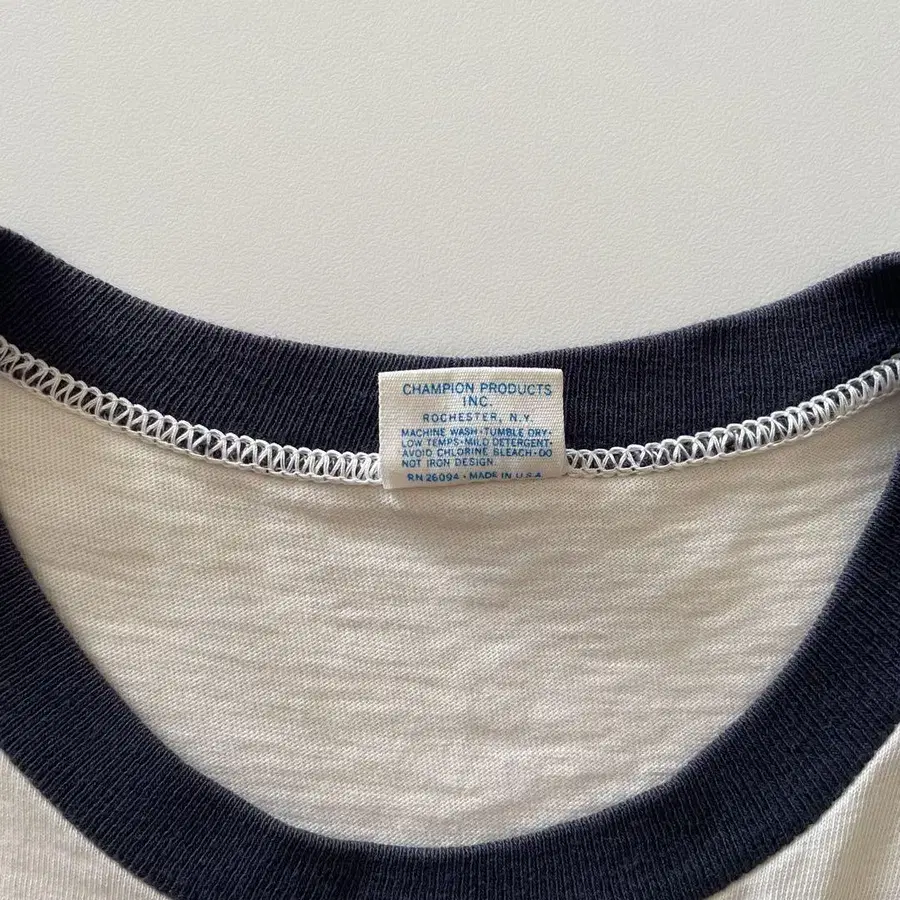 CHAMPION PRODUCTS
INC.
ROCHESTER, N.Y.
MACHINE WASH·TUMBLE DRY·
LOW TEMPS·MILD DETERGENT·
AVOID CHLORINE BLEACH·DO
NOT IRON DESIGN.
RN 26094 · MADE IN U.S.A.